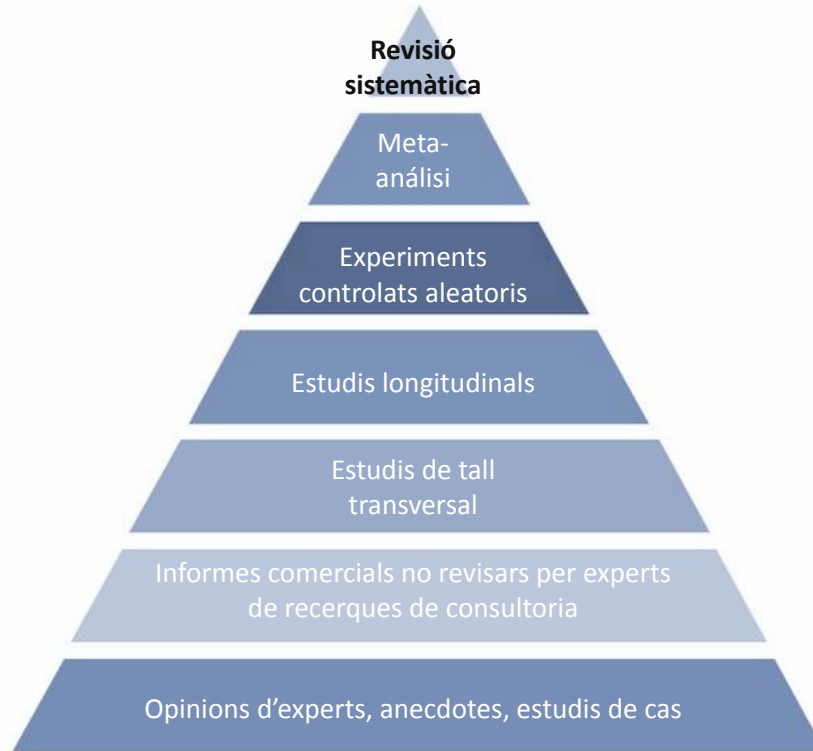 Revisió
sistemàtica
Meta-
análisi
Experiments
controlats aleatoris
Estudis longitudinals
Estudis de tall
transversal
Informes comercials no revisars per experts
de recerques de consultoria
Opinions d'experts, anecdotes, estudis de cas